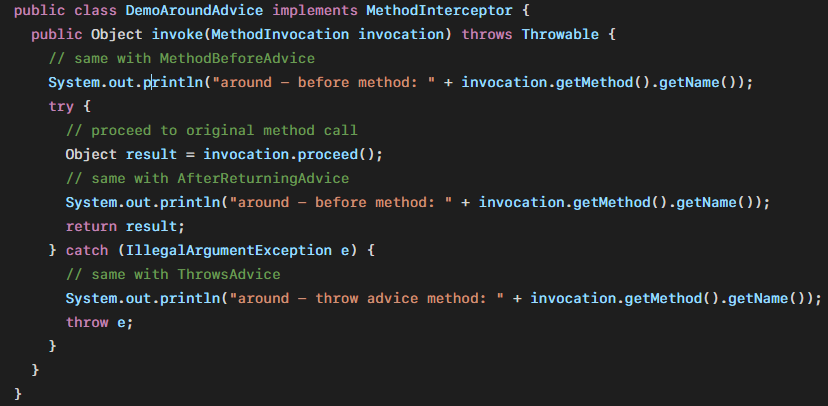 public class DemoAroundAdvice implements MethodInterceptor {
  public Object invoke(MethodInvocation invocation) throws Throwable {
    // same with MethodBeforeAdvice
    System.out.println("around – before method: " + invocation.getMethod().getName());
    try {
      // proceed to original method call
      Object result = invocation.proceed();
      // same with AfterReturningAdvice
      System.out.println("around – before method: " + invocation.getMethod().getName());
      return result;
    } catch (IllegalArgumentException e) {
      // same with ThrowsAdvice
      System.out.println("around – throw advice method: " + invocation.getMethod().getName());
      throw e;
    }
  }
}